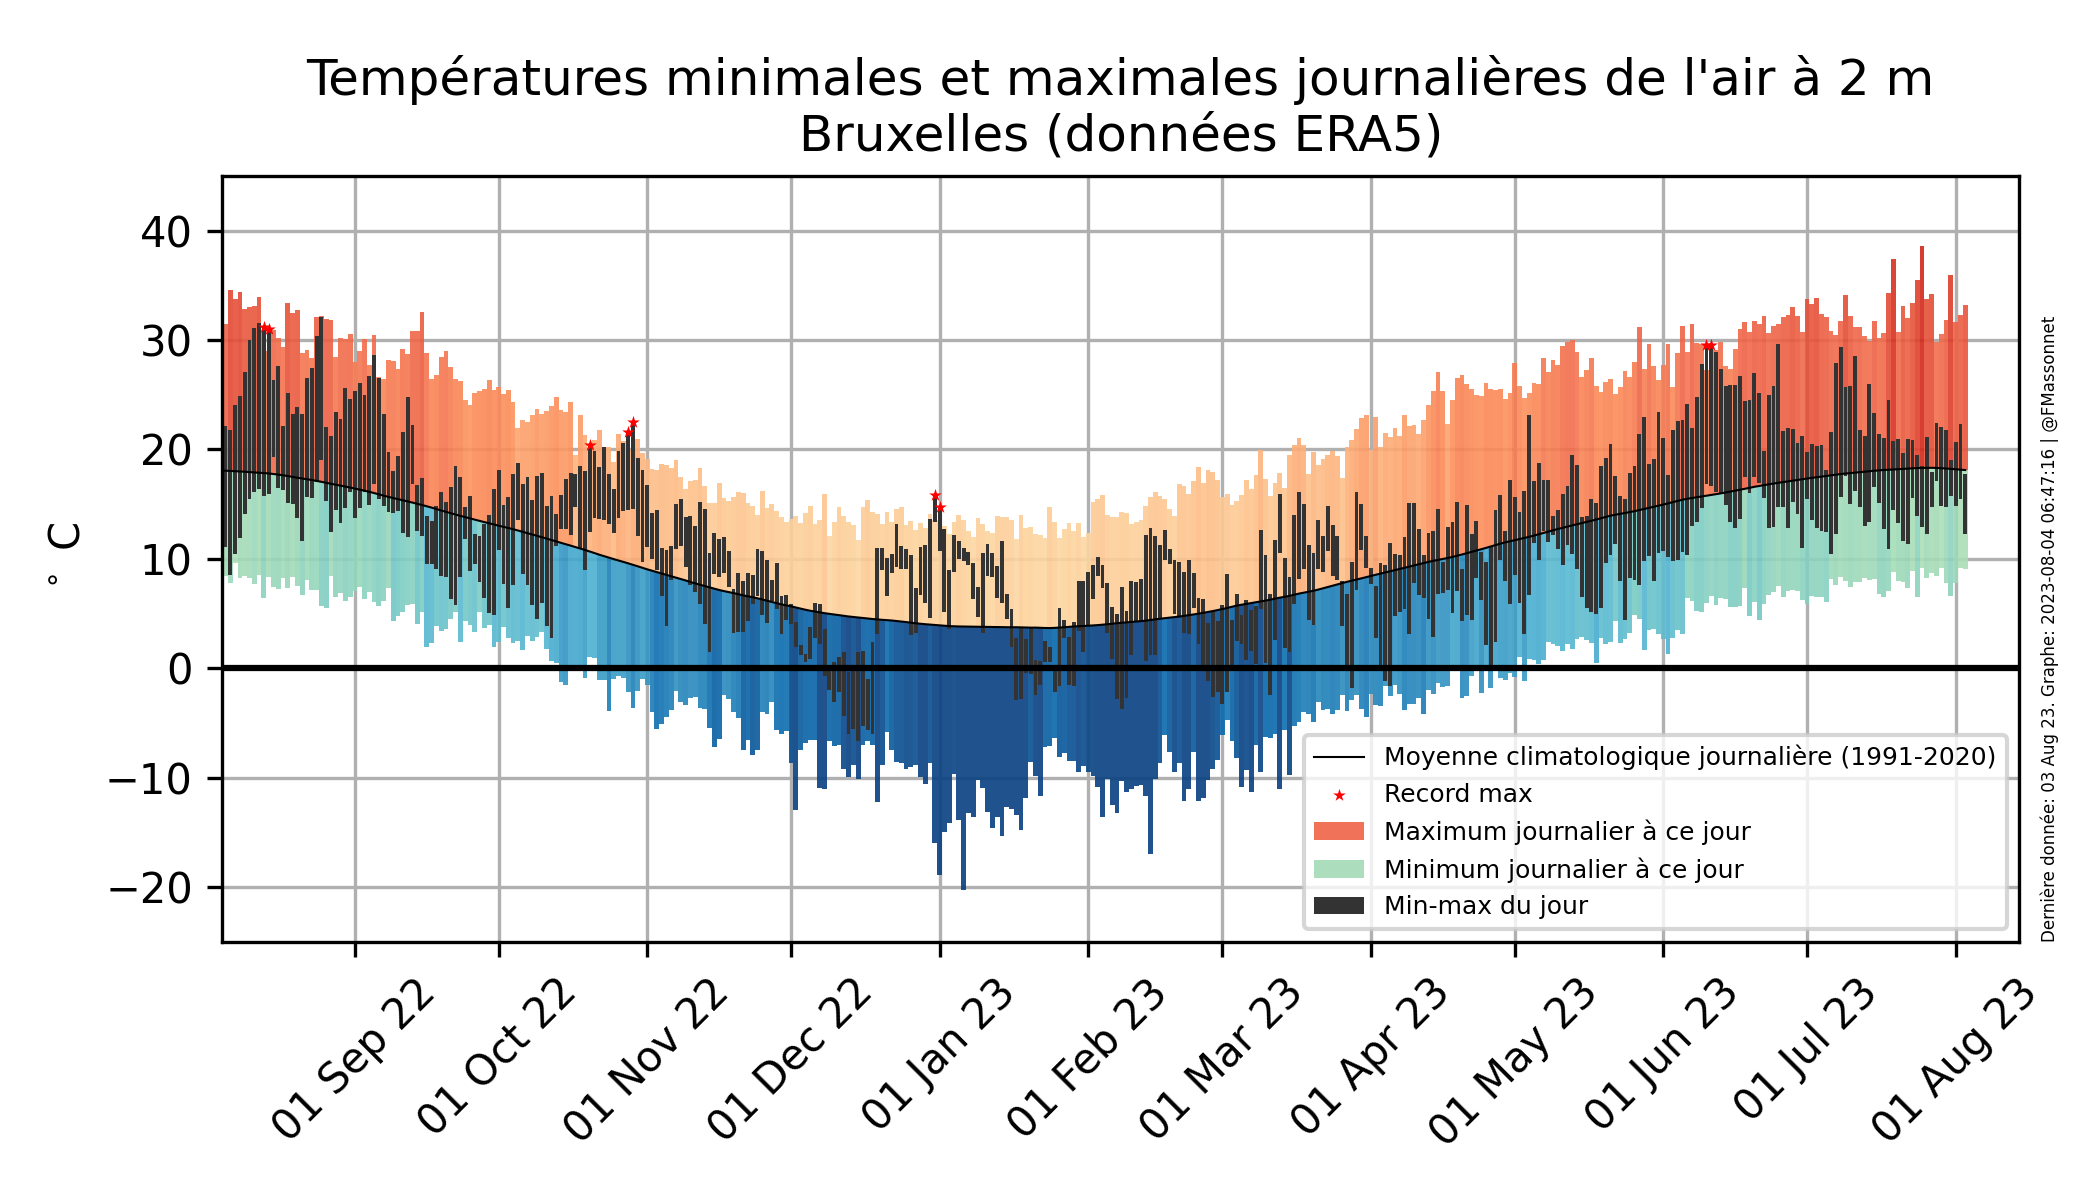 Températures minimales et maximales journalières de l'air à 2 m
Bruxelles (données ERA5)
° C
40
30
20
10
0
−10
−20
Moyenne climatologique journalière (1991-2020)
Record max
Maximum journalier à ce jour
Minimum journalier à ce jour
Min-max du jour
01 Sep 22
01 Oct 22
01 Nov 22
01 Dec 22
01 Jan 23
01 Feb 23
01 Mar 23
01 Apr 23
01 May 23
01 Jun 23
01 Jul 23
01 Aug 23
Dernière donnée: 03 Aug 23. Graphe: 2023-08-04 06:47:16 | @FMassonnet